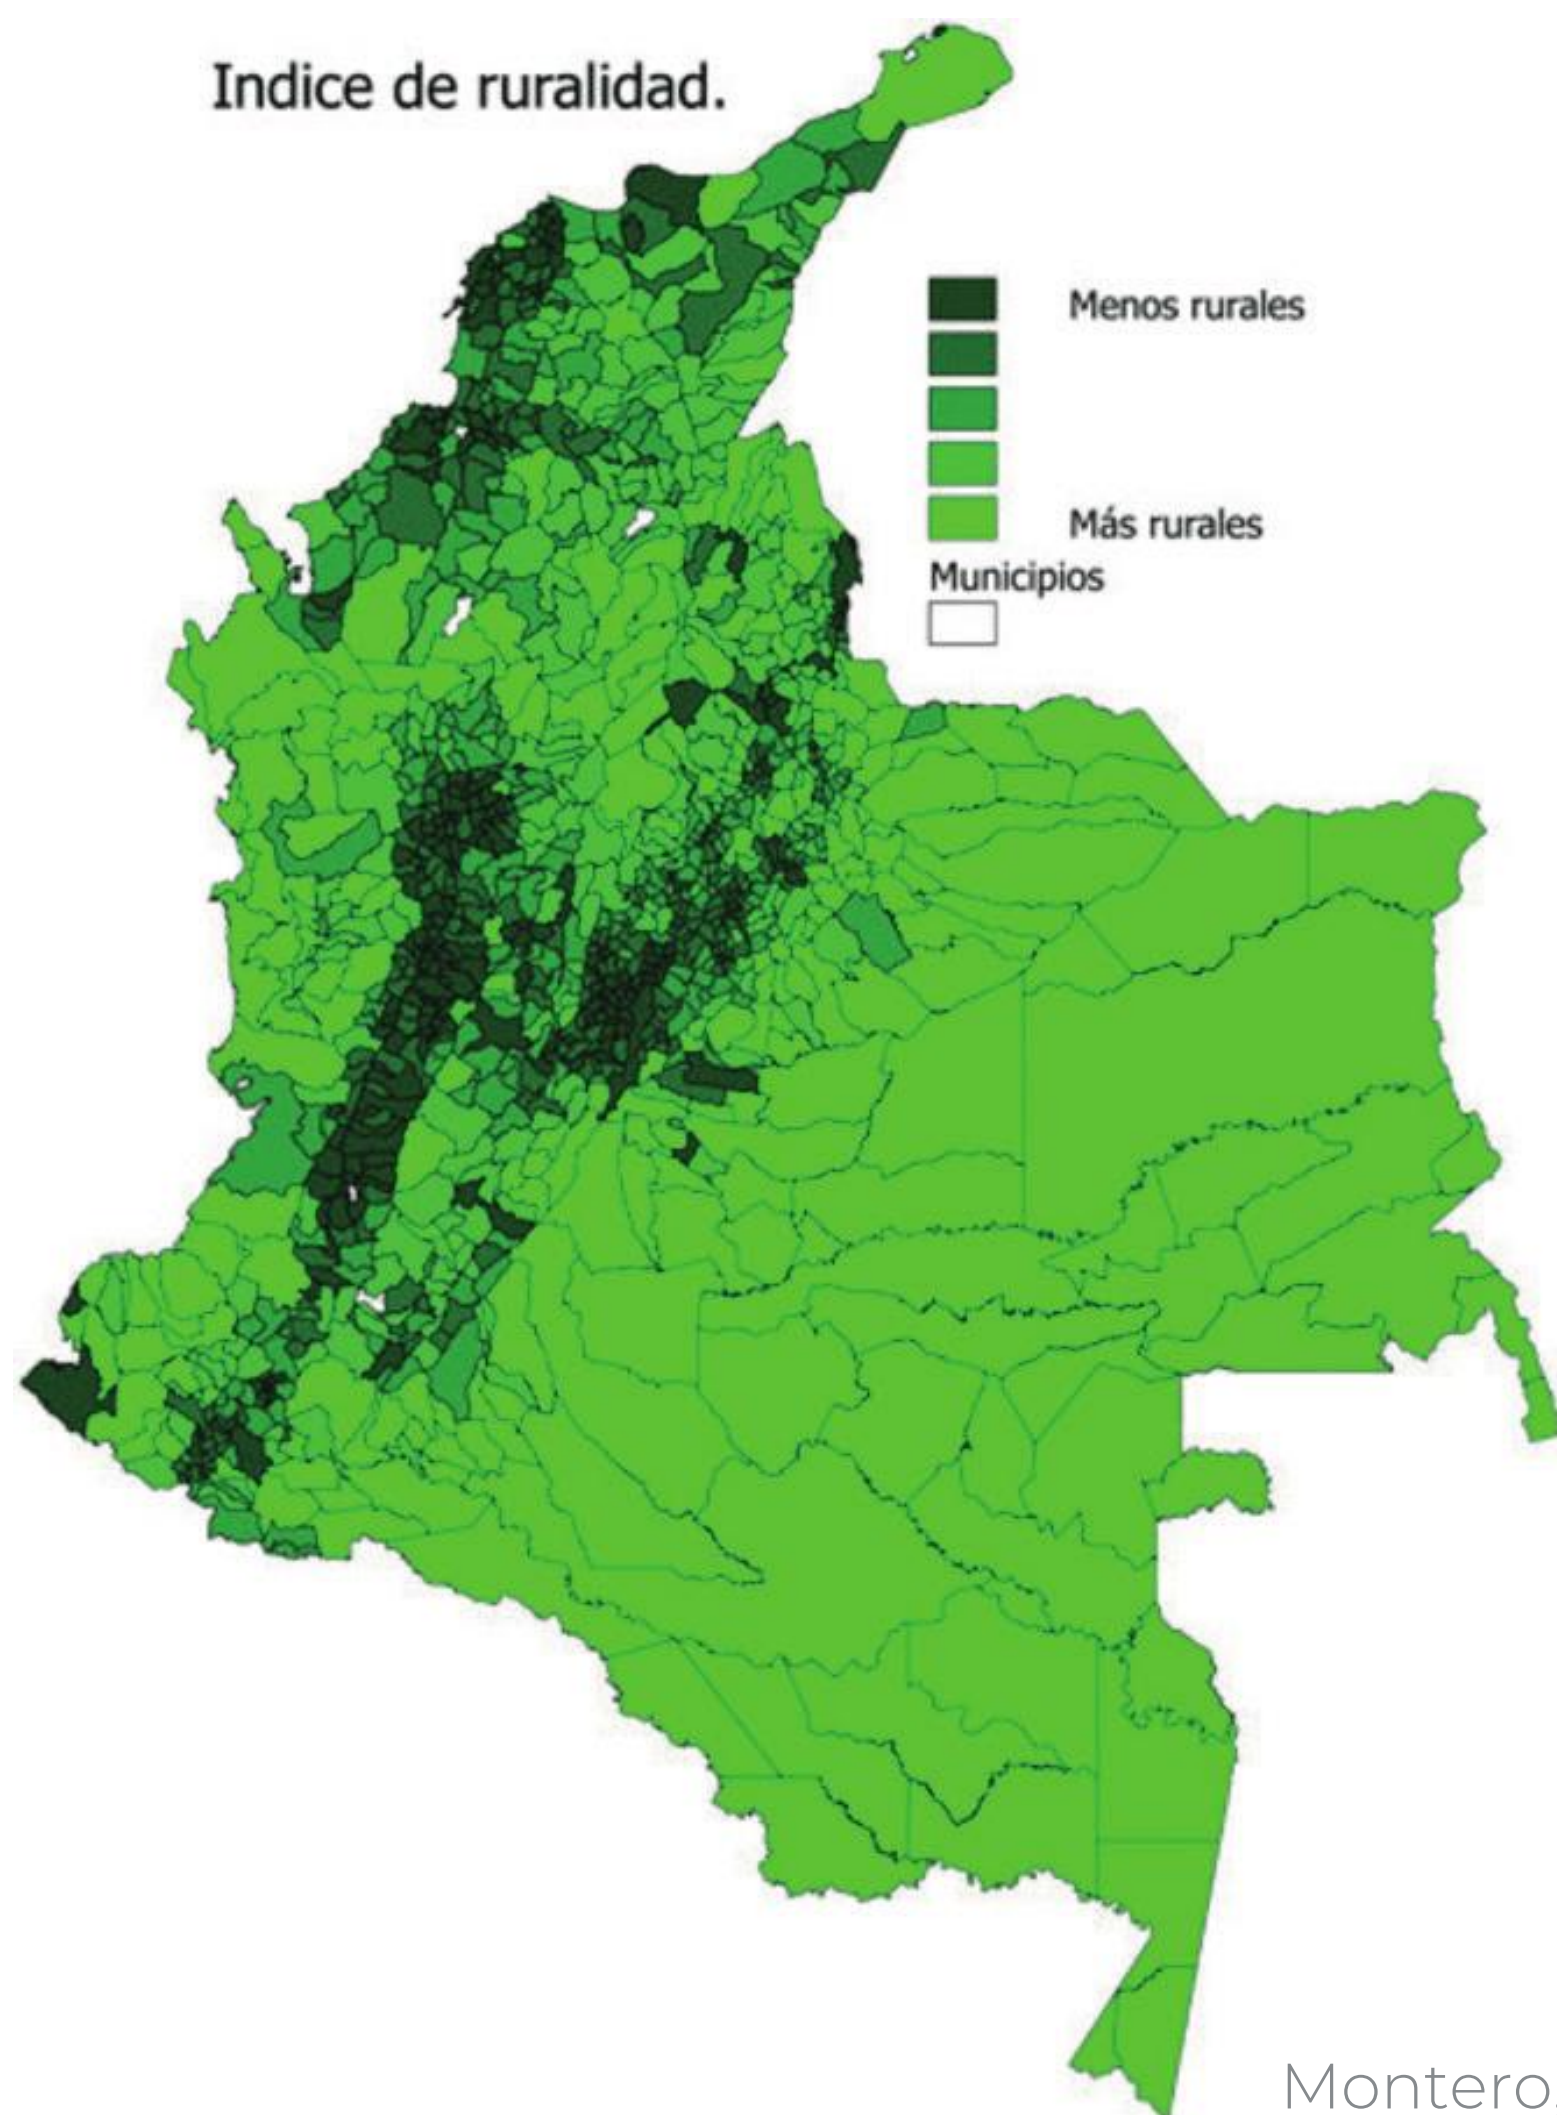 Indice de ruralidad.
Menos rurales
Más rurales
Municipios
Montero